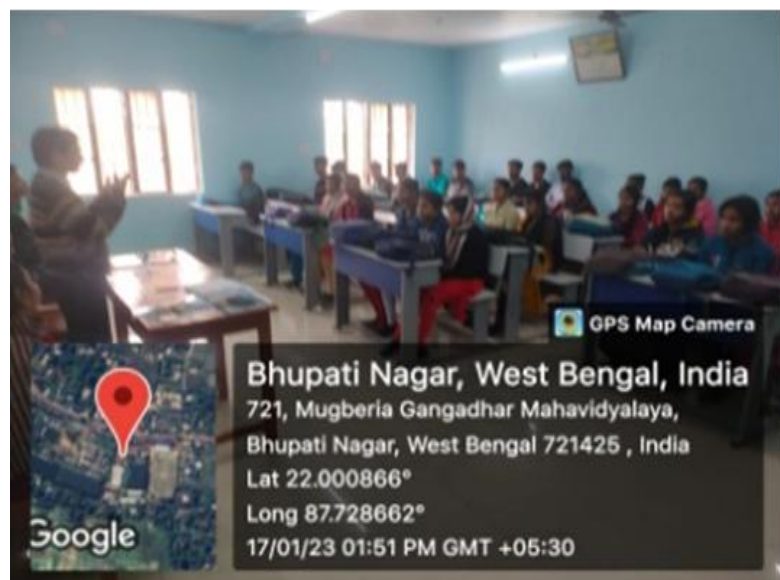 GPS Map Camera
Bhupati Nagar, West Bengal, India
721, Mugberia Gangadhar Mahavidyalaya,
Bhupati Nagar, West Bengal 721425 , India
Lat 22.000866°
Long 87.728662°
17/01/23 01:51 PM GMT +05:30
Google